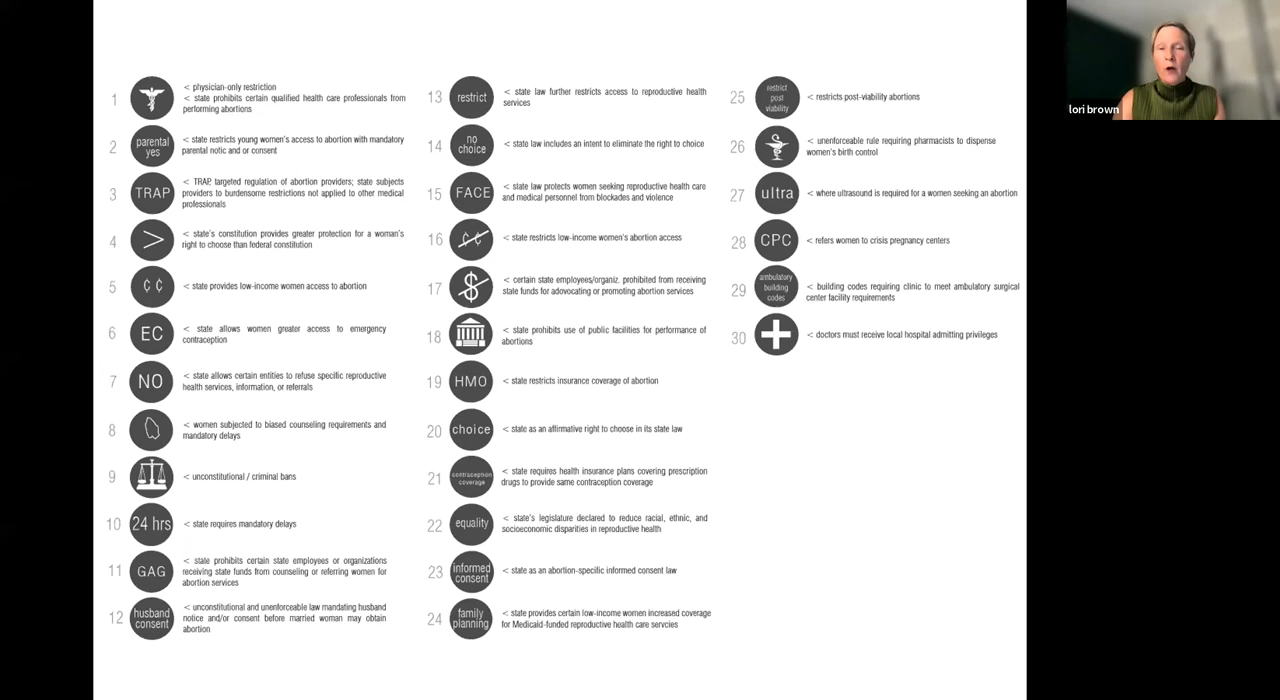 1
< physician-only restriction
< state prohibits certain qualified health care professionals from
performing abortions
2
parental
yes
< state restricts young women's access to abortion with mandatory
parental notic and or consent
3
TRAP
< TRAP, targeted regulation of abortion providers; state subjects
providers to burdensome restrictions not applied to other medical
professionals
4
>
< state's constitution provides greater protection for a woman's
right to choose than federal constitution
5
¢ ¢
< state provides low-income women access to abortion
6
EC
< state allows women greater access to emergency
contraception
7
NO
< state allows certain entities to refuse specific reproductive
health services, information, or referrals
8
< women subjected to biased counseling requirements and
mandatory delays
9
< unconstitutional / criminal bans
10
24 hrs
< state requires mandatory delays
11
GAG
< state prohibits certain state employees or organizations
receiving state funds from counseling or referring women for
abortion services
12
husband
consent
< unconstitutional and unenforceable law mandating husband
notice and/or consent before married woman may obtain
abortion
13
restrict
< state law further restricts access to reproductive health
services
14
no
choice
< state law includes an intent to eliminate the right to choice
15
FACE
< state law protects women seeking reproductive health care
and medical personnel from blockades and violence
16
¢ ¢
< state restricts low-income women's abortion access
17
$
< certain state employees/organiz. prohibited from receiving
state funds for advocating or promoting abortion services
18
< state prohibits use of public facilities for performance of
abortions
19
HMO
< state restricts insurance coverage of abortion
20
choice
< state as an affirmative right to choose in its state law
21
contraception
coverage
< state requires health insurance plans covering prescription
drugs to provide same contraception coverage
22
equality
< state's legislature declared to reduce racial, ethnic, and
socioeconomic disparities in reproductive health
23
informed
consent
< state as an abortion-specific informed consent law
24
family
planning
< state provides certain low-income women increased coverage
for Medicaid-funded reproductive health care servcies
25
restrict
post
viability
< restricts post-viability abortions
26
< unenforceable rule requiring pharmacists to dispense
women's birth control
27
ultra
< where ultrasound is required for a women seeking an abortion
28
CPC
< refers women to crisis pregnancy centers
29
ambulatory
building
codes
< building codes requiring clinic to meet ambulatory surgical
center facility requirements
30
< doctors must receive local hospital admitting privileges
lori brown